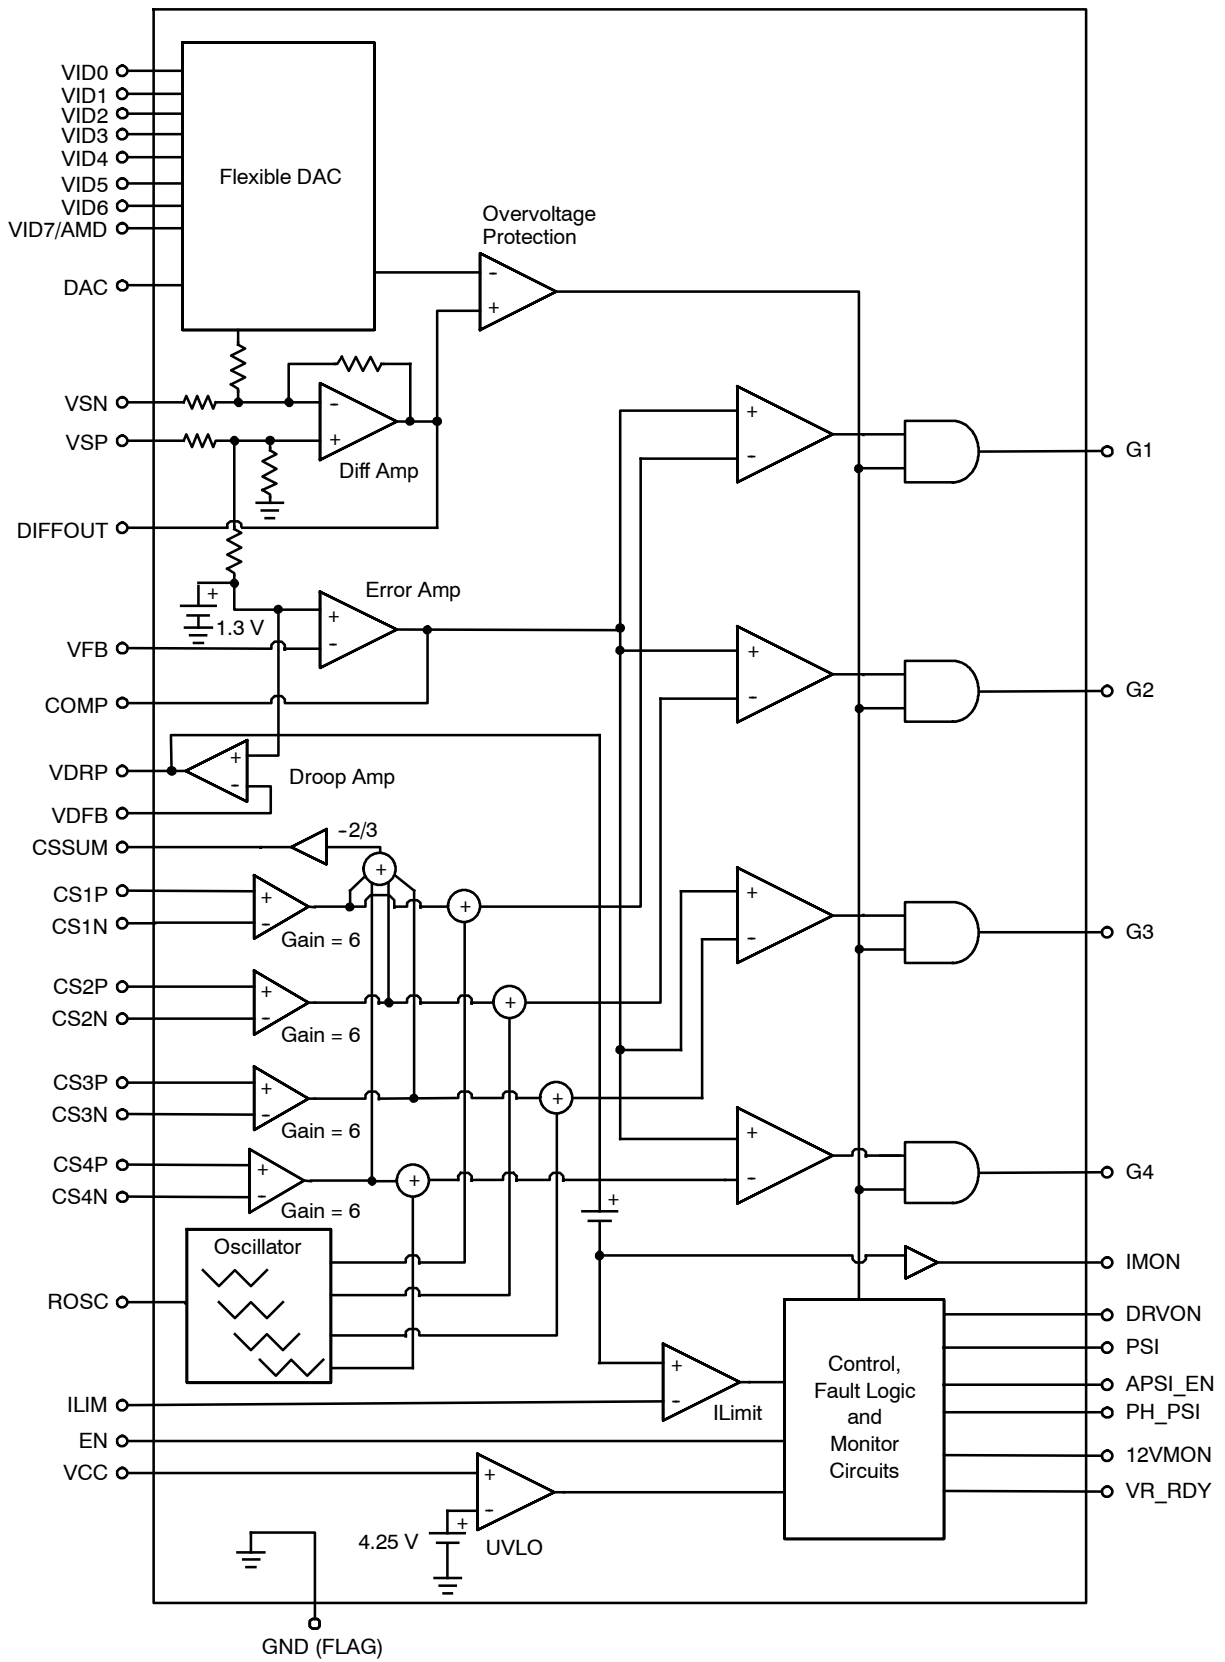 VID0
VID1
VID2
VID3
VID4
VID5
VID6
VID7/AMD
DAC
Flexible DAC
Overvoltage
Protection
-
+
VSN
VSP
-
+
Diff Amp
DIFFOUT
+
1.3 V
Error Amp
+
-
VFB
COMP
VDRP
VDFB
+
-
Droop Amp
CSSUM
-2/3
+
CS1P
CS1N
+
-
Gain = 6
+
CS2P
CS2N
+
-
Gain = 6
+
CS3P
CS3N
+
-
Gain = 6
+
CS4P
CS4N
+
-
Gain = 6
+
+
-
G1
+
-
G2
+
-
G3
+
-
G4
+
IMON
Oscillator
ROSC
ILIM
+
-
ILimit
EN
VCC
+
-
UVLO
+
4.25 V
Control,
Fault Logic
and
Monitor
Circuits
DRVON
PSI
APSI_EN
PH_PSI
12VMON
VR_RDY
GND (FLAG)